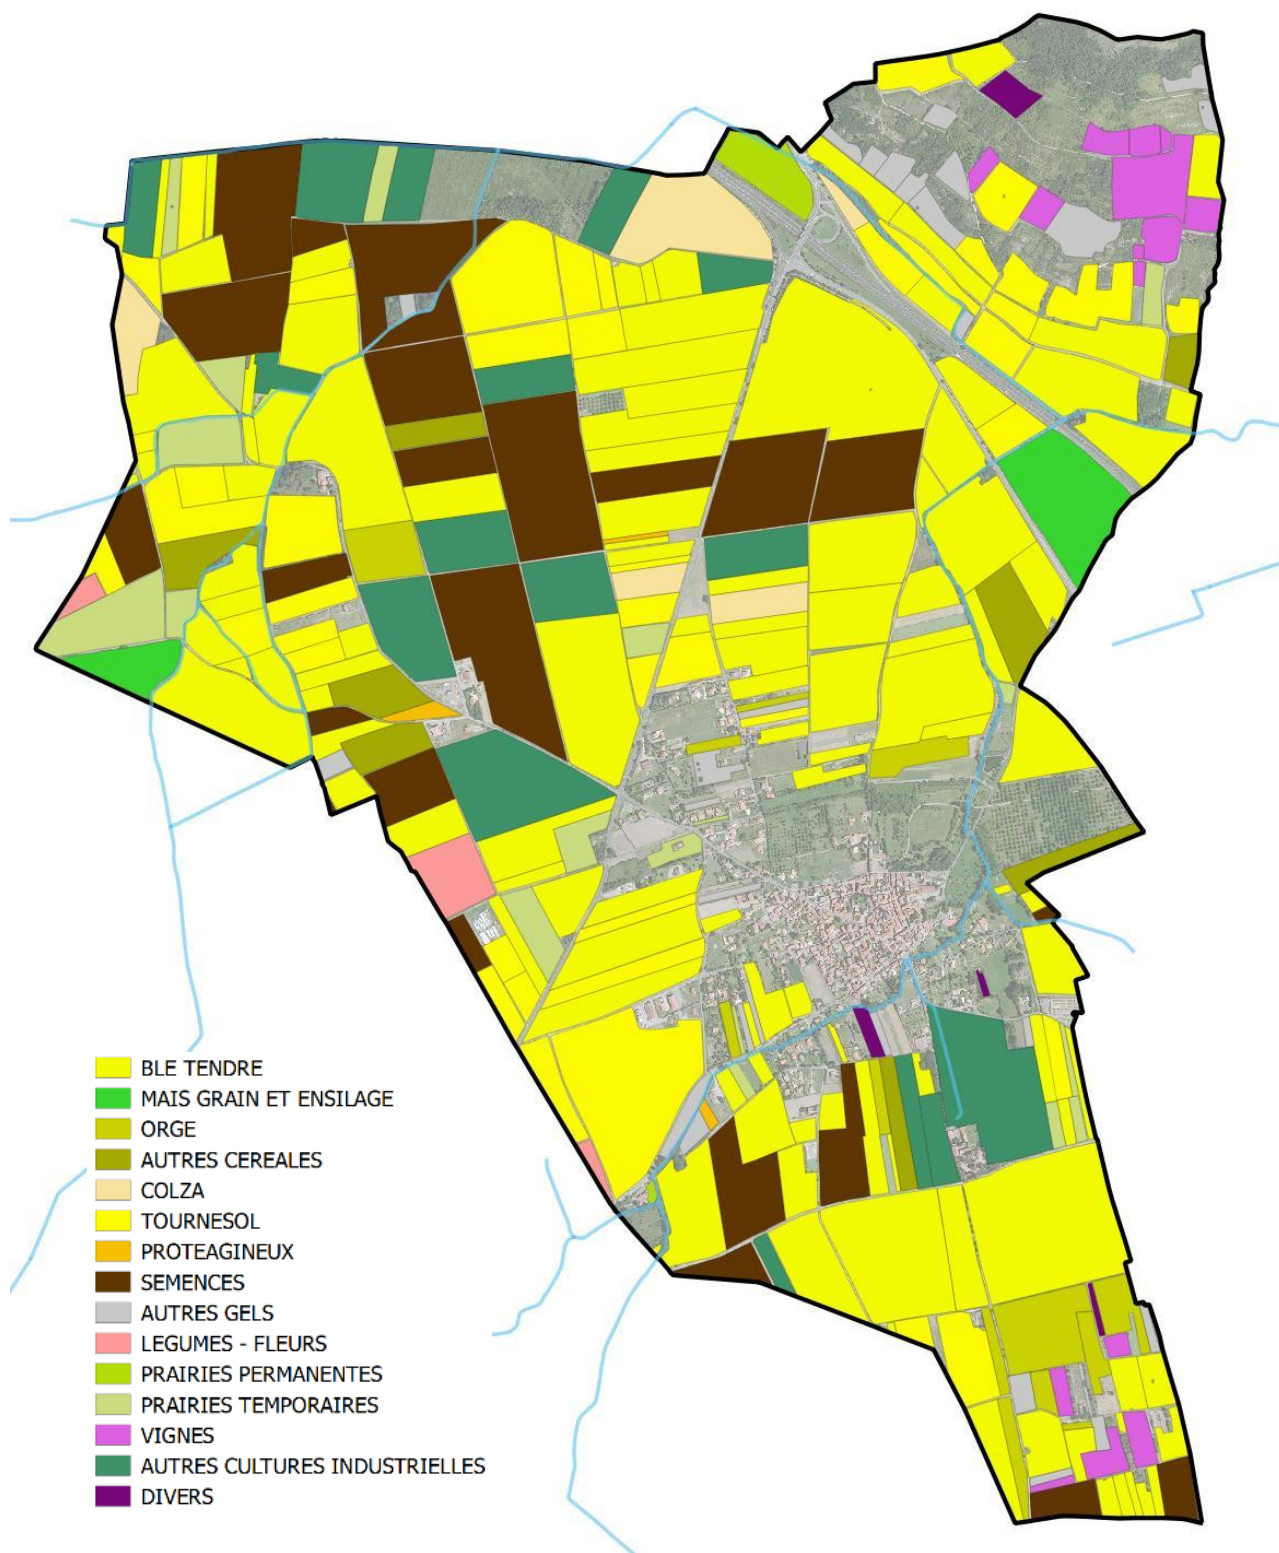 BLE TENDRE
MAIS GRAIN ET ENSILAGE
ORGE
AUTRES CEREALES
COLZA
TOURNESOL
PROTEAGINEUX
SEMENCES
AUTRES GELS
LEGUMES - FLEURS
PRAIRIES PERMANENTES
PRAIRIES TEMPORAIRES
VIGNES
AUTRES CULTURES INDUSTRIELLES
DIVERS